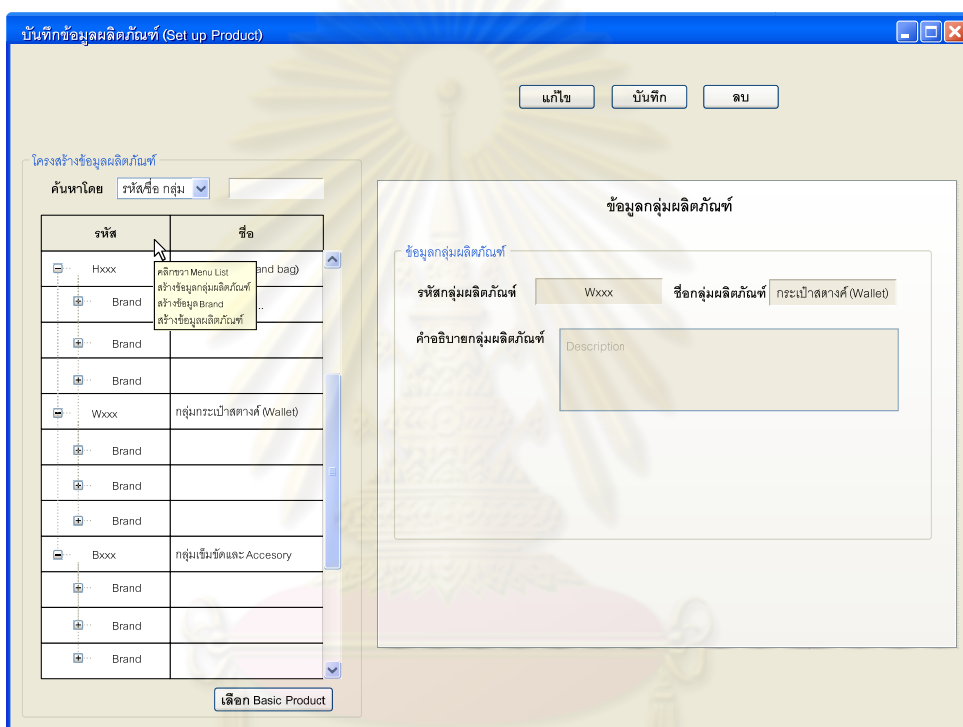 บันทึกข้อมูลผลิตภัณฑ์ (Set up Product)
แก้ไข บันทึก ลบ
โครงสร้างข้อมูลผลิตภัณฑ์
ค้นหาโดย รหัส/ชื่อ กลุ่ม
รหัส ชื่อ
Hxxx and bag)
คลิกขวา Menu List
สร้างข้อมูลกลุ่มผลิตภัณฑ์
สร้างข้อมูล Brand
สร้างข้อมูลผลิตภัณฑ์
Brand ..
Brand
Brand
Wxxx กลุ่มกระเป๋าสตางค์ (Wallet)
Brand
Brand
Brand
Bxxx กลุ่มเข็มขัดและ Accesory
Brand
Brand
Brand
เลือก Basic Product
ข้อมูลกลุ่มผลิตภัณฑ์
ข้อมูลกลุ่มผลิตภัณฑ์
รหัสกลุ่มผลิตภัณฑ์ Wxxx ชื่อกลุ่มผลิตภัณฑ์ กระเป๋าสตางค์ (Wallet)
คำอธิบายกลุ่มผลิตภัณฑ์ Description